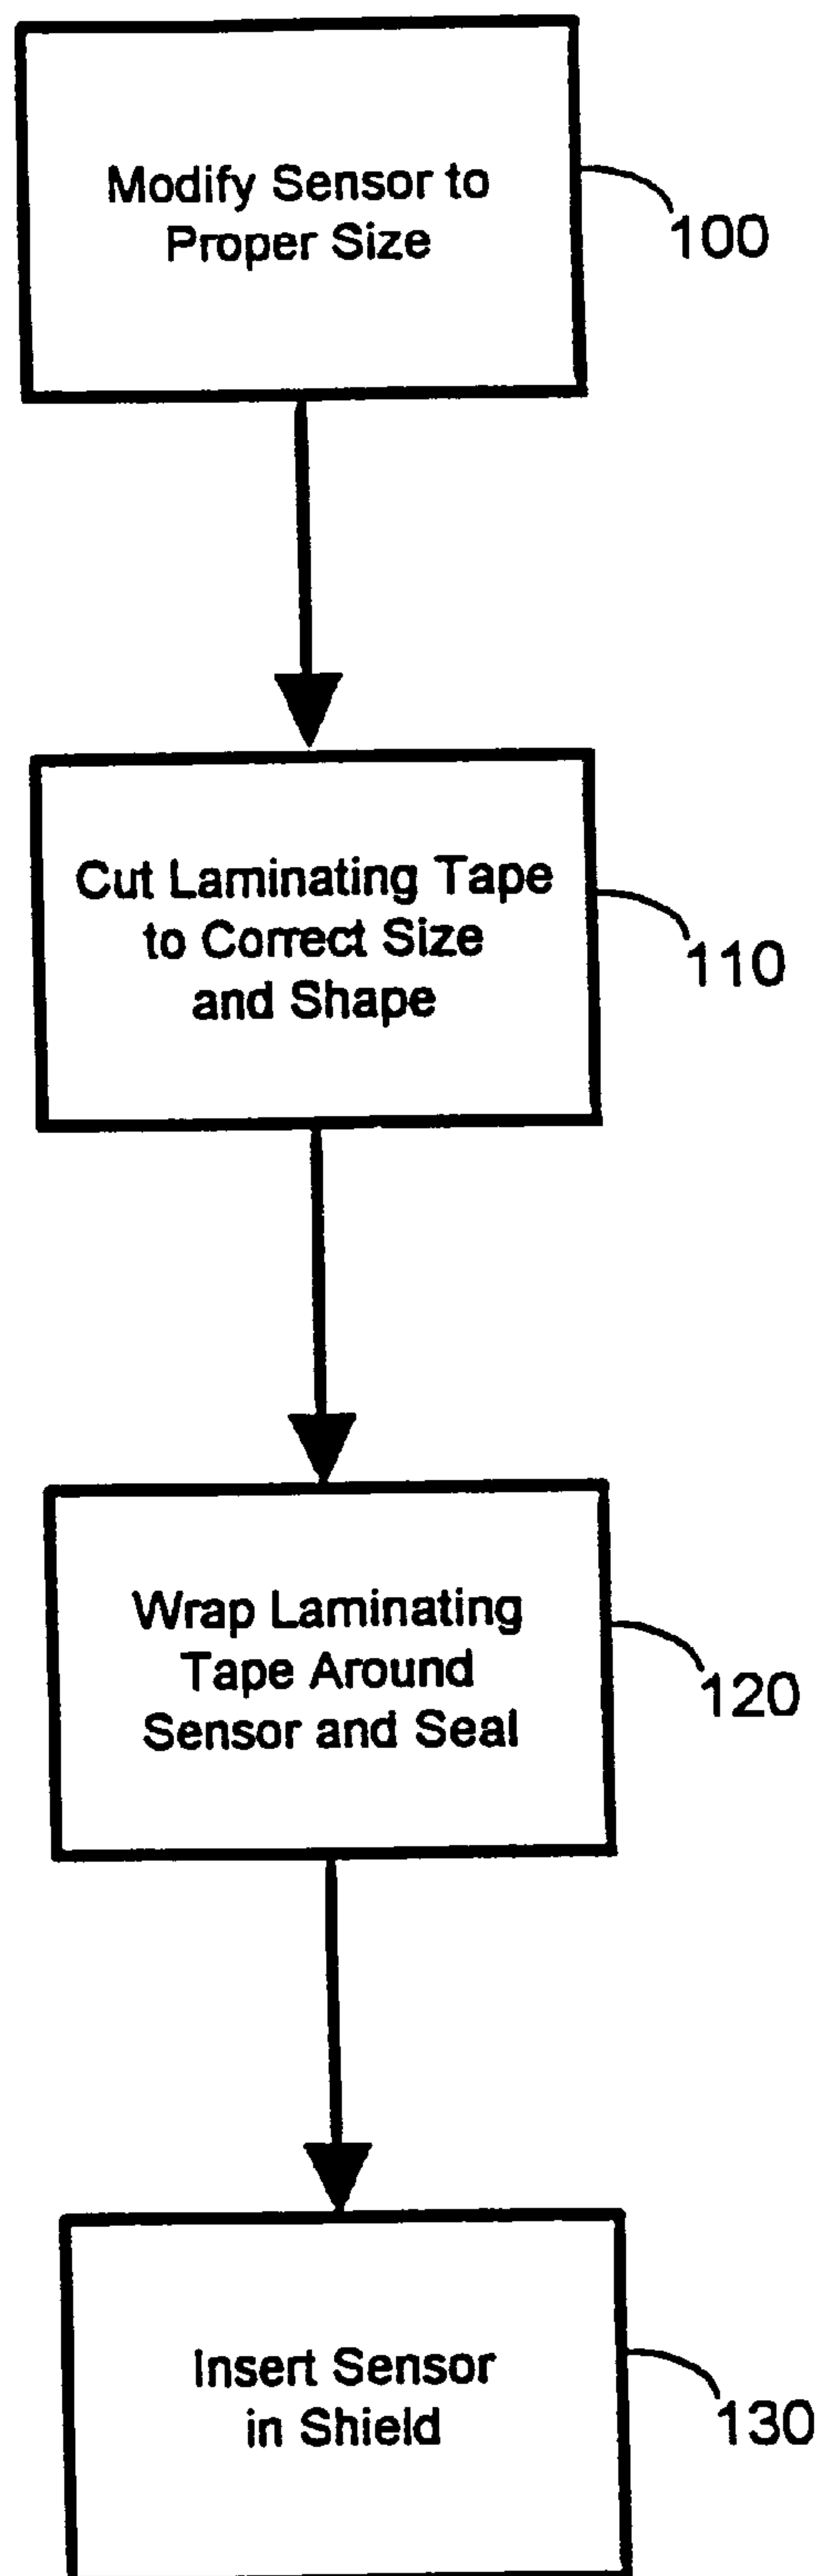 Modify Sensor to
Proper Size
100
Cut Laminating Tape
to Correct Size
and Shape
110
Wrap Laminating
Tape Around
Sensor and Seal
120
Insert Sensor
in Shield
130